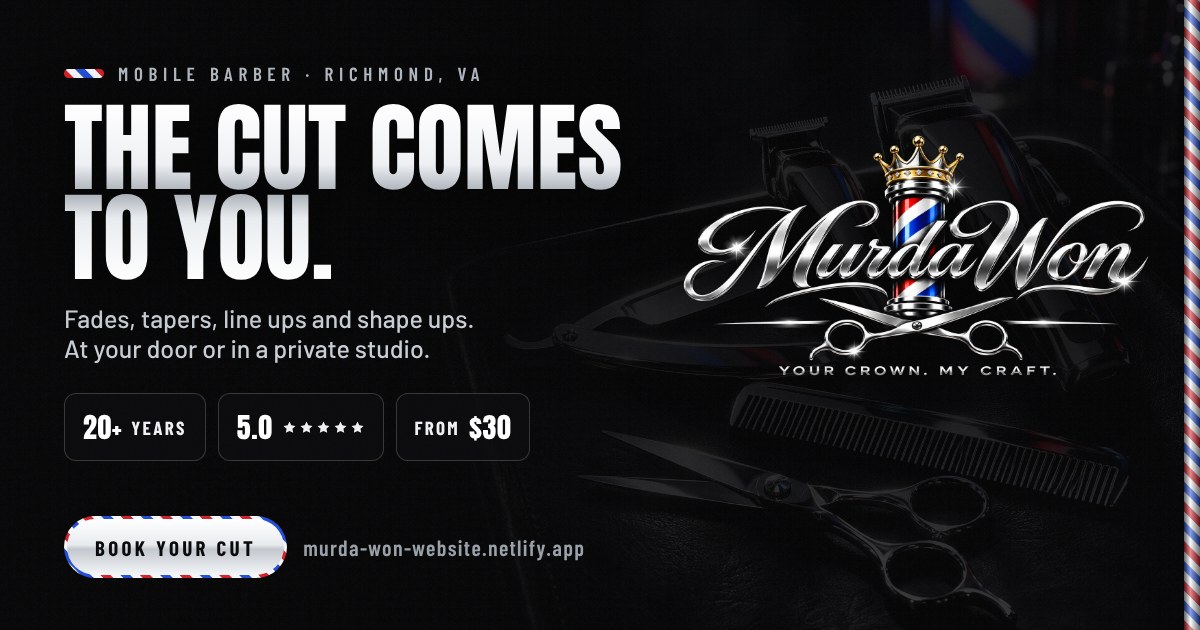 MOBILE BARBER · RICHMOND, VA
THE CUT COMES
TO YOU.
Fades, tapers, line ups and shape ups.
At your door or in a private studio.
20+ YEARS
5.0 ★★★★★
FROM $30
BOOK YOUR CUT
murda-won-website.netlify.app
MurdaWon
YOUR CROWN. MY CRAFT.